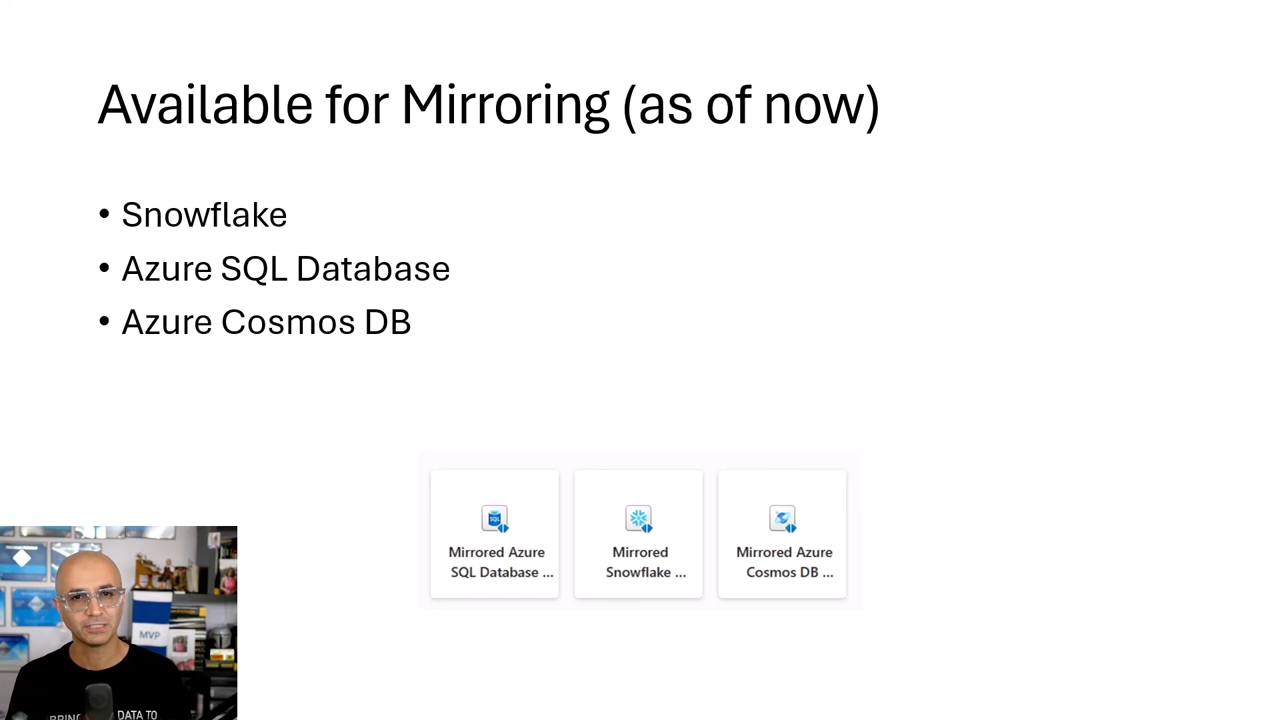 Available for Mirroring (as of now)
• Snowflake
• Azure SQL Database
• Azure Cosmos DB
Mirrored Azure
SQL Database ...
Mirrored
Snowflake ...
Mirrored Azure
Cosmos DB ...
MVP
DATA TO